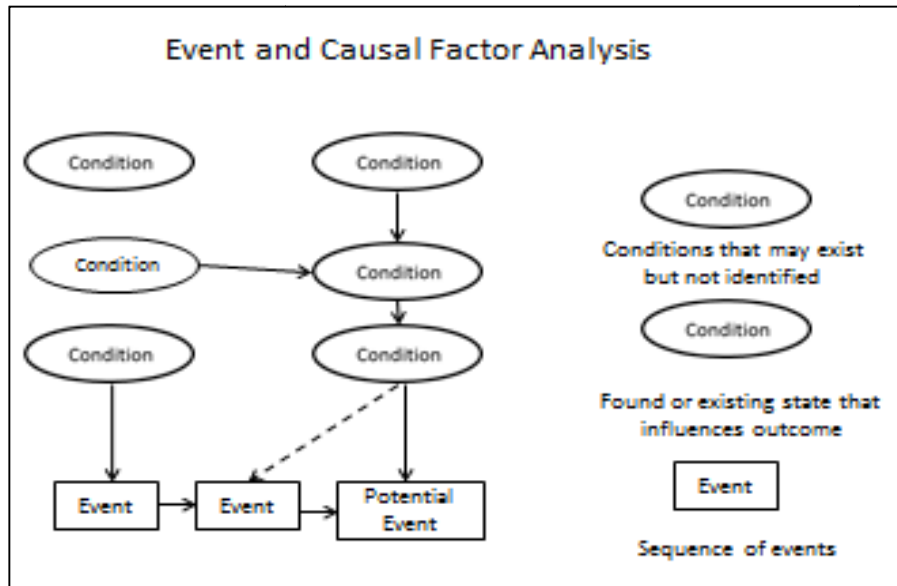 Event and Causal Factor Analysis
Condition
Condition
Condition
Condition
Condition
Condition
Event
Event
Potential
Event
Condition
Conditions that may exist
but not identified
Condition
Found or existing state that
influences outcome
Event
Sequence of events